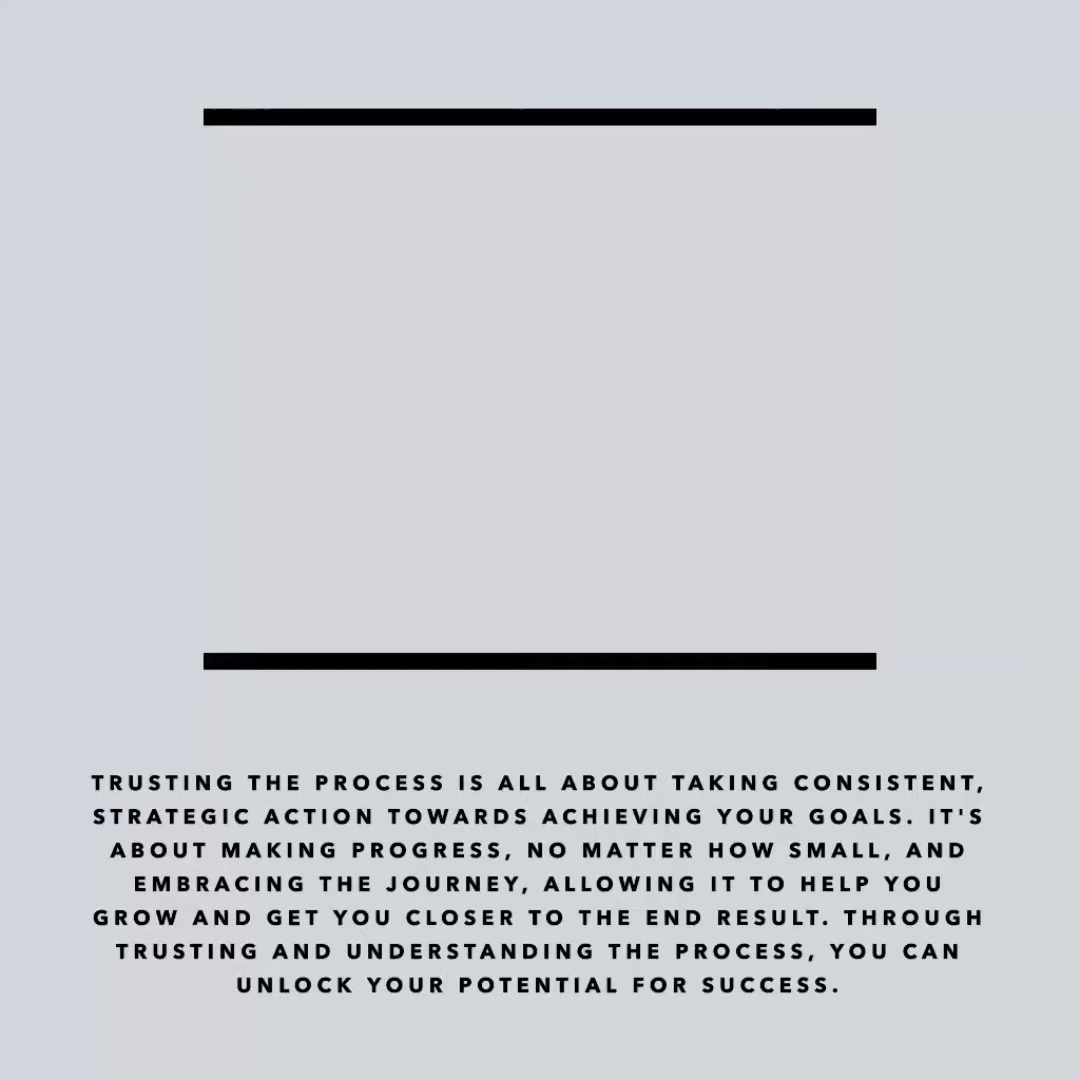 TRUSTING THE PROCESS IS ALL ABOUT TAKING CONSISTENT,
STRATEGIC ACTION TOWARDS ACHIEVING YOUR GOALS. IT'S
ABOUT MAKING PROGRESS, NO MATTER HOW SMALL, AND
EMBRACING THE JOURNEY, ALLOWING IT TO HELP YOU
GROW AND GET YOU CLOSER TO THE END RESULT. THROUGH
TRUSTING AND UNDERSTANDING THE PROCESS, YOU CAN
UNLOCK YOUR POTENTIAL FOR SUCCESS.